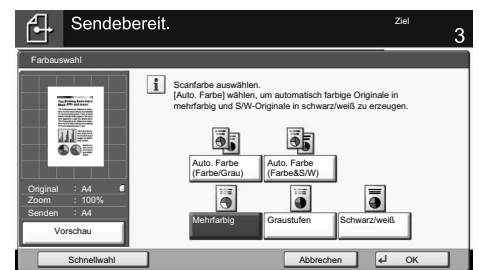 Sendebereit.
Ziel
3
Farbauswahl
Scanfarbe auswählen.
[Auto. Farbe] wählen, um automatisch farbige Originale in
mehrfarbig und S/W-Originale in schwarz/weiß zu erzeugen.
Auto. Farbe
(Farbe/Grau)
Auto. Farbe
(Farbe&S/W)
Original : A4
Zoom : 100%
Senden : A4
Mehrfarbig
Graustufen
Schwarz/weiß
Vorschau
Schnellwahl
Abbrechen
OK